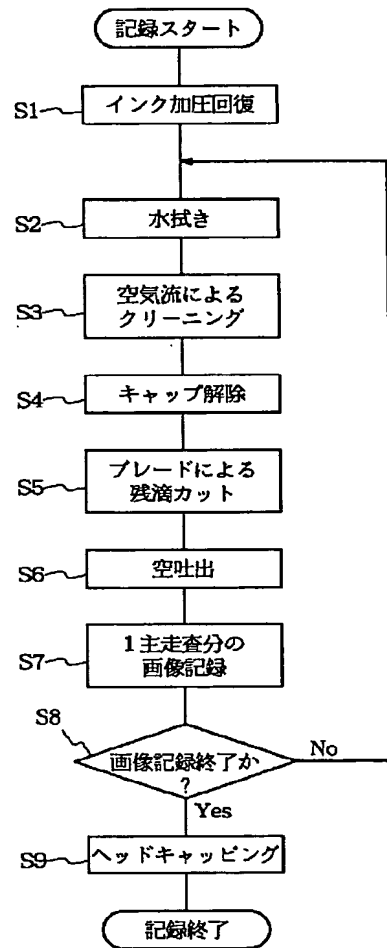 記録スタート
S1
インク加圧回復
S2
水拭き
S3
空気流による
クリーニング
S4
キャップ解除
S5
ブレードによる
残滴カット
S6
空吐出
S7
1主走査分の
画像記録
S8
画像記録終了か
?
No
Yes
S9
ヘッドキャッピング
記録終了